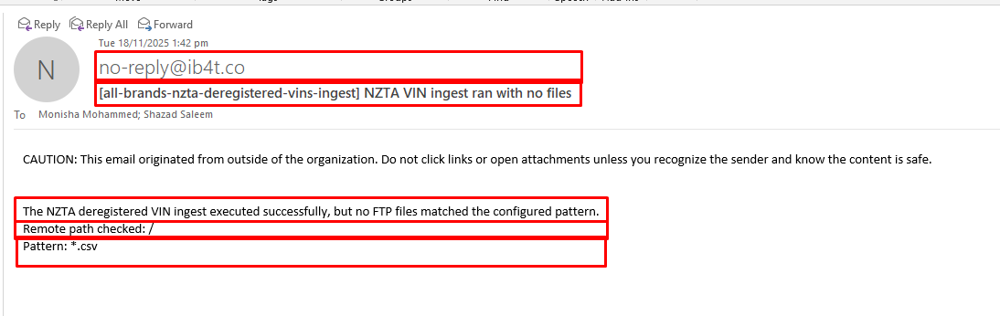 Reply Reply All Forward
Tue 18/11/2025 1:42 pm
N
no-reply@ib4t.co
[all-brands-nzta-deregistered-vins-ingest] NZTA VIN ingest ran with no files
To Monisha Mohammed; Shazad Saleem
CAUTION: This email originated from outside of the organization. Do not click links or open attachments unless you recognize the sender and know the content is safe.
The NZTA deregistered VIN ingest executed successfully, but no FTP files matched the configured pattern.
Remote path checked: /
Pattern: *.csv